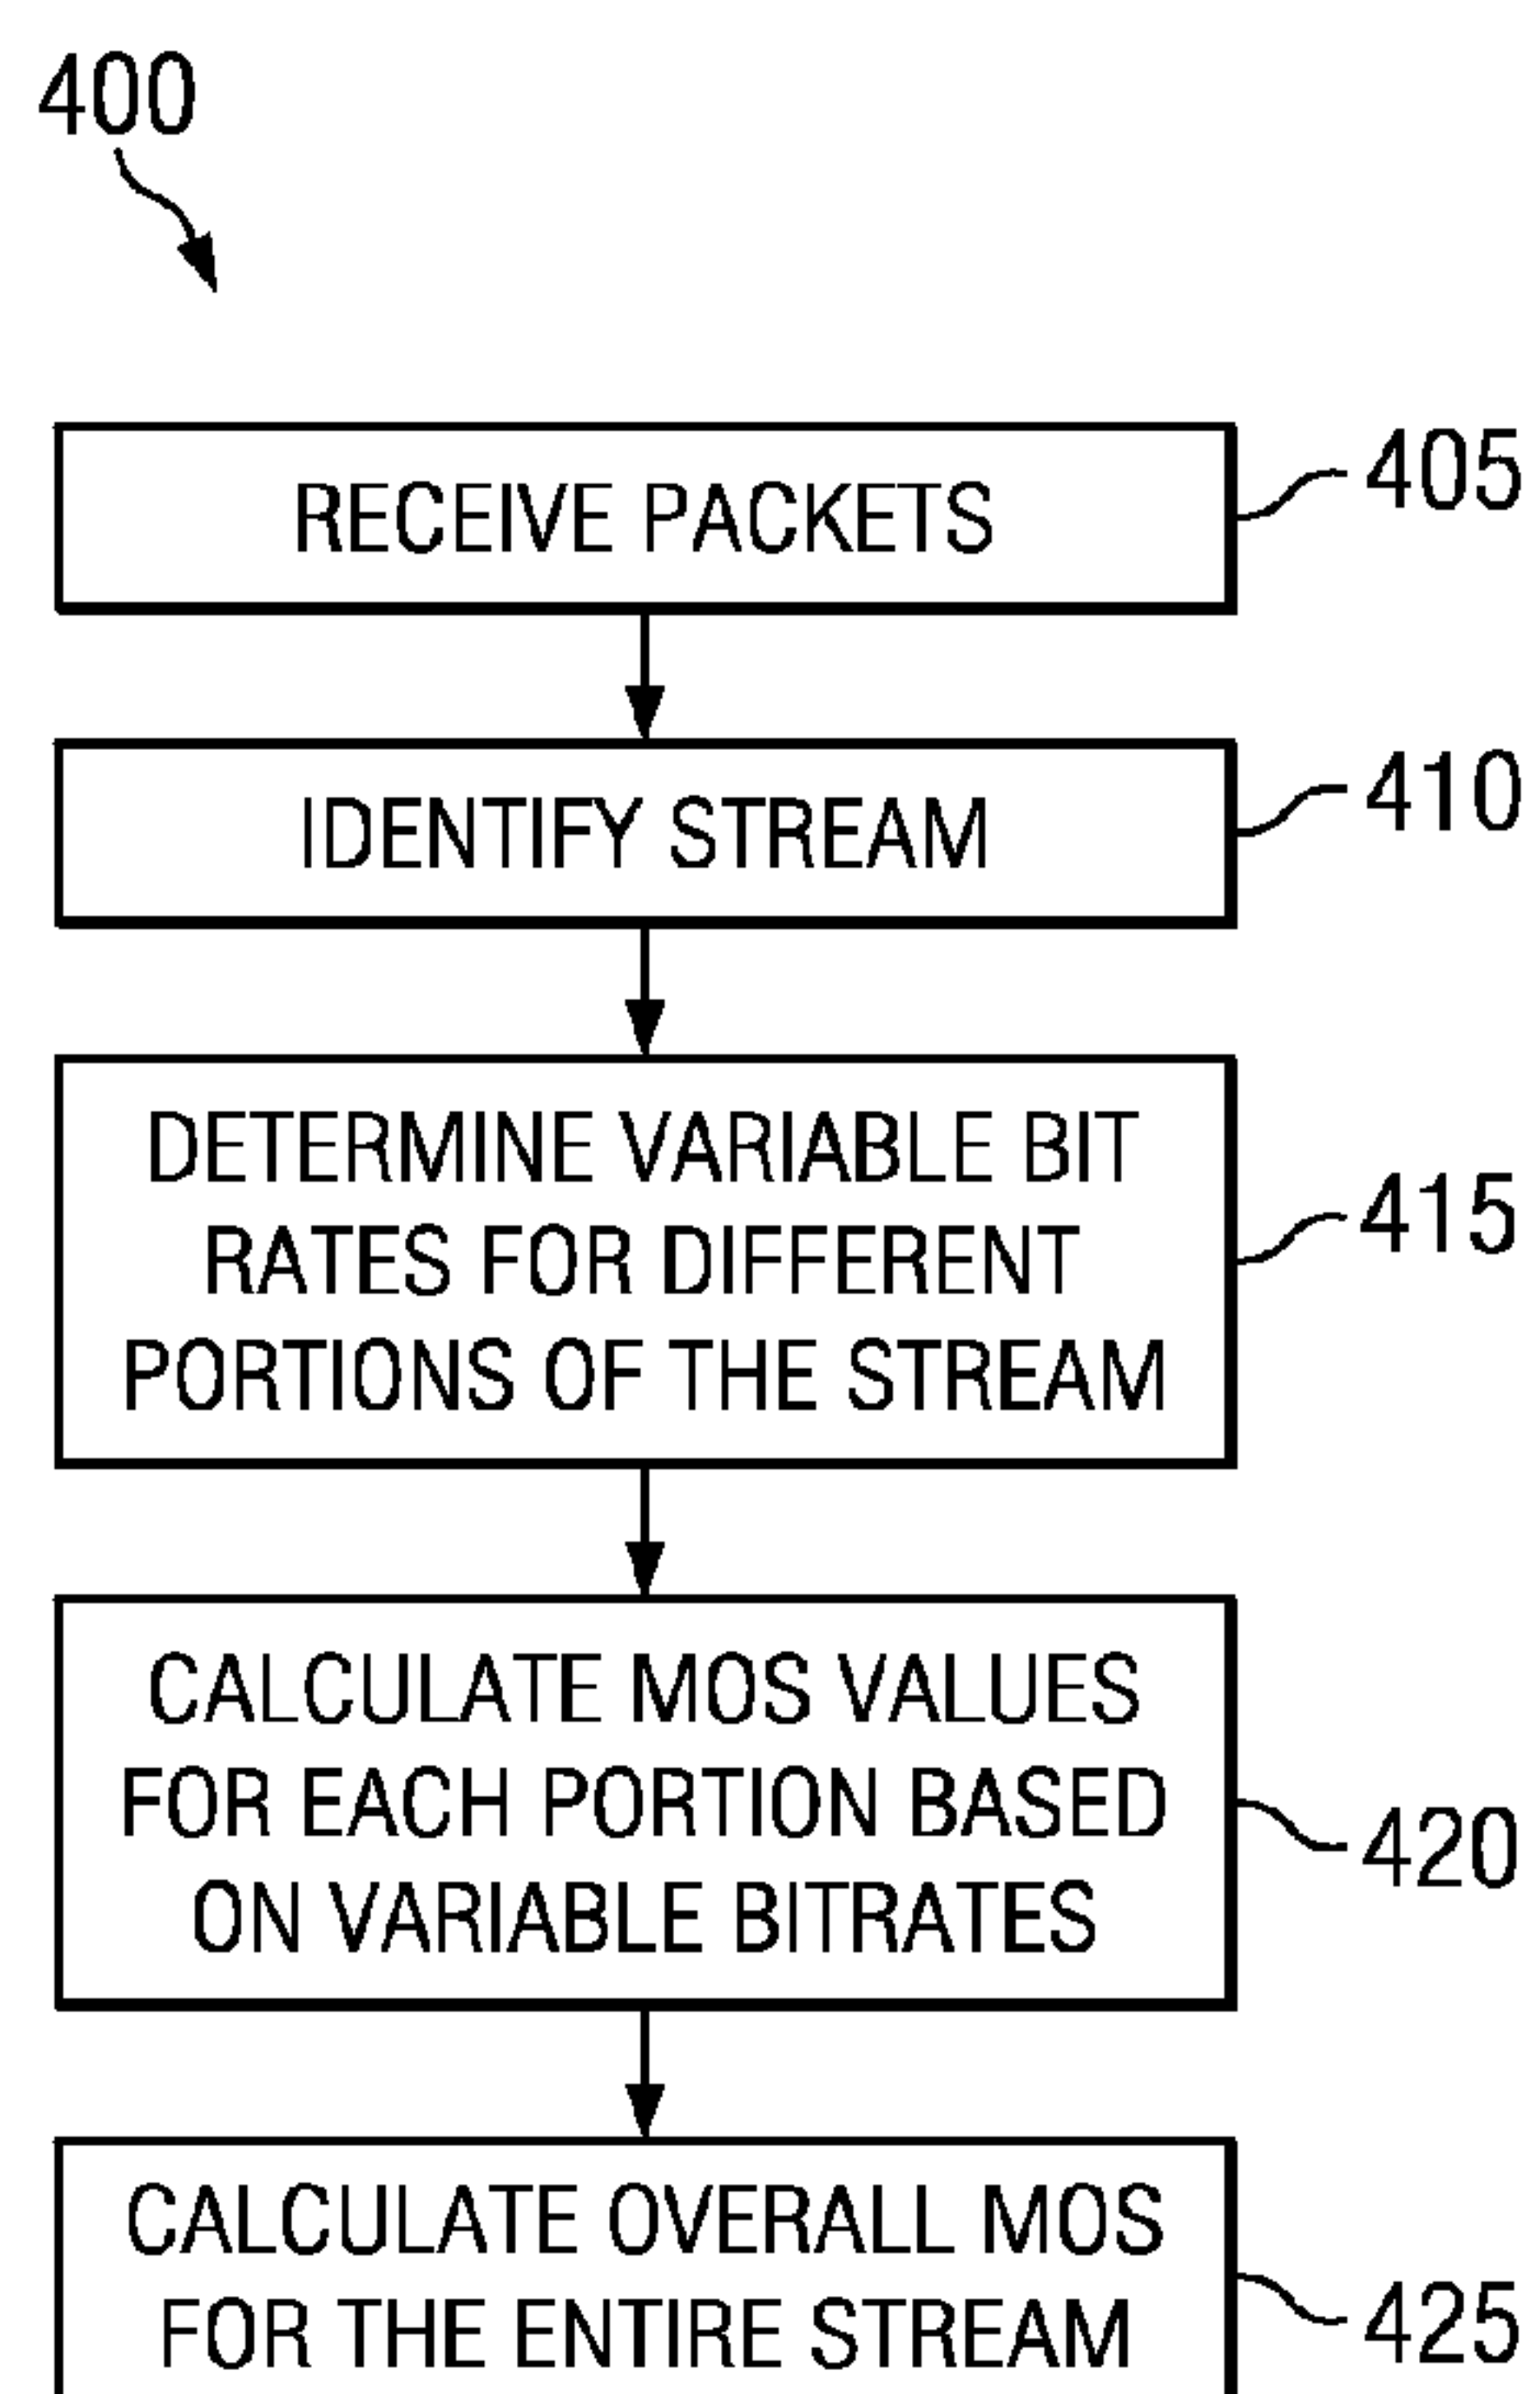 400
RECEIVE PACKETS
405
IDENTIFY STREAM
410
DETERMINE VARIABLE BIT
RATES FOR DIFFERENT
PORTIONS OF THE STREAM
415
CALCULATE MOS VALUES
FOR EACH PORTION BASED
ON VARIABLE BITRATES
420
CALCULATE OVERALL MOS
FOR THE ENTIRE STREAM
425